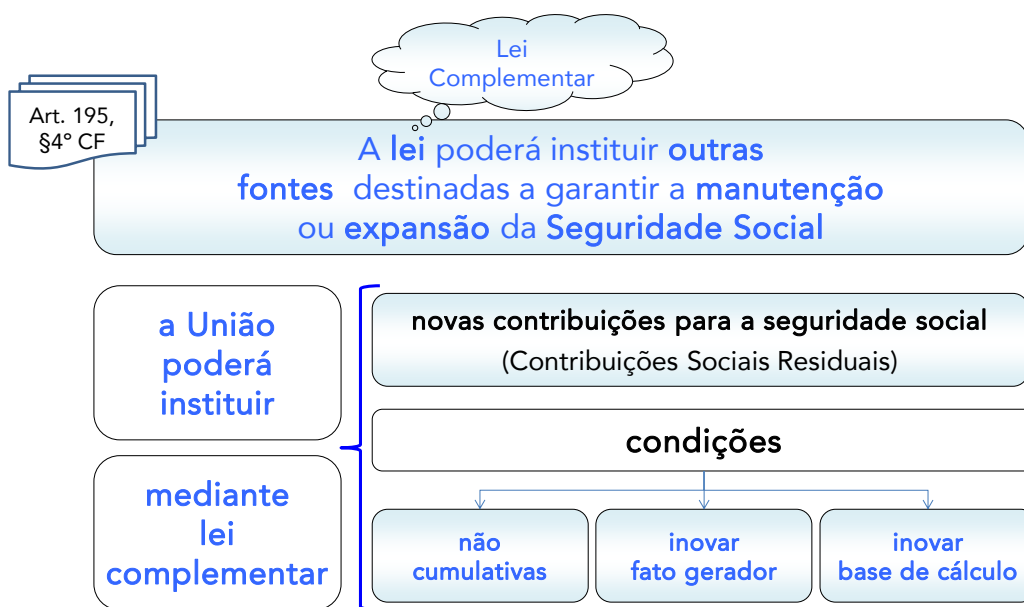 Lei
Complementar
Art. 195,
§4º CF
A lei poderá instituir outras
fontes destinadas a garantir a manutenção
ou expansão da Seguridade Social
a União
poderá
instituir
mediante
lei
complementar
novas contribuições para a seguridade social
(Contribuições Sociais Residuais)
condições
não
cumulativas
inovar
fato gerador
inovar
base de cálculo